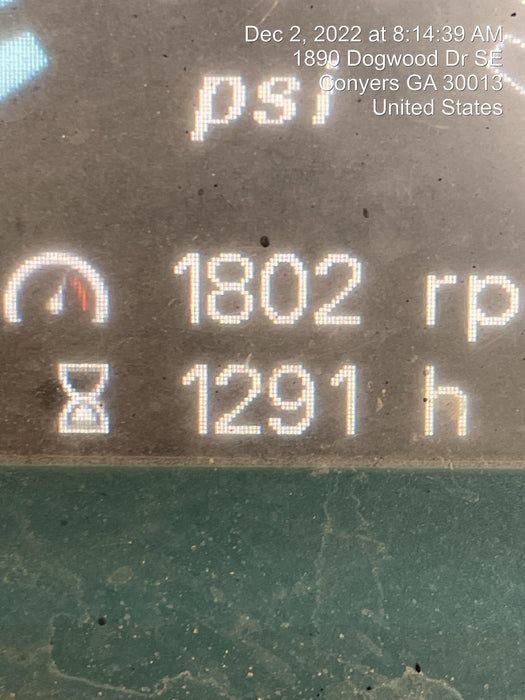 Dec 2, 2022 at 8:14:39 AM
1890 Dogwood Dr SE
Conyers GA 30013
United States
psi
1802 rp
1291 h